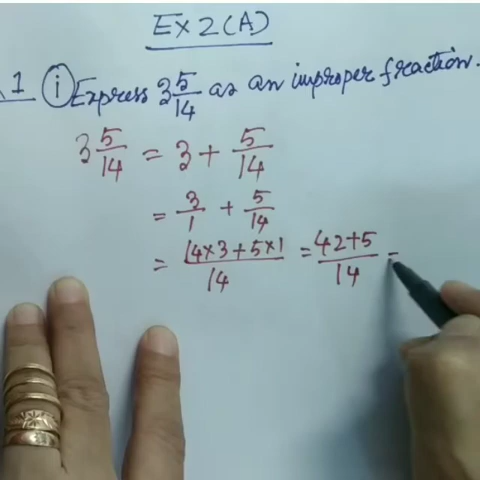 Ex 2(A)
1 (i) Express 3 5/14 as an improper fraction.
3 5/14 = 3 + 5/14
= 3/1 + 5/14
= 14×3+5×1/14 = 42+5/14 =